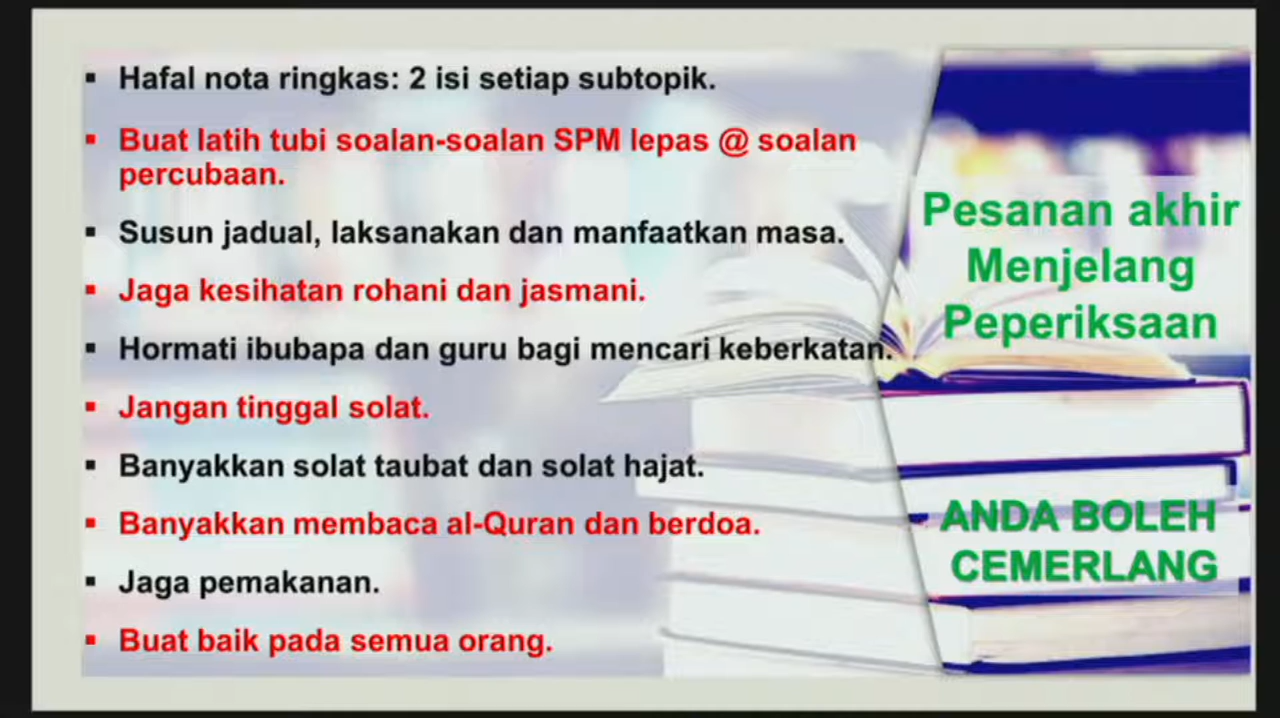 Hafal nota ringkas: 2 isi setiap subtopik.
Buat latih tubi soalan-soalan SPM lepas @ soalan
percubaan.
Susun jadual, laksanakan dan manfaatkan masa.
Jaga kesihatan rohani dan jasmani.
Hormati ibubapa dan guru bagi mencari keberkatan.
Jangan tinggal solat.
Banyakkan solat taubat dan solat hajat.
Banyakkan membaca al-Quran dan berdoa.
Jaga pemakanan.
Buat baik pada semua orang.
Pesanan akhir
Menjelang
Peperiksaan
ANDA BOLEH
CEMERLANG